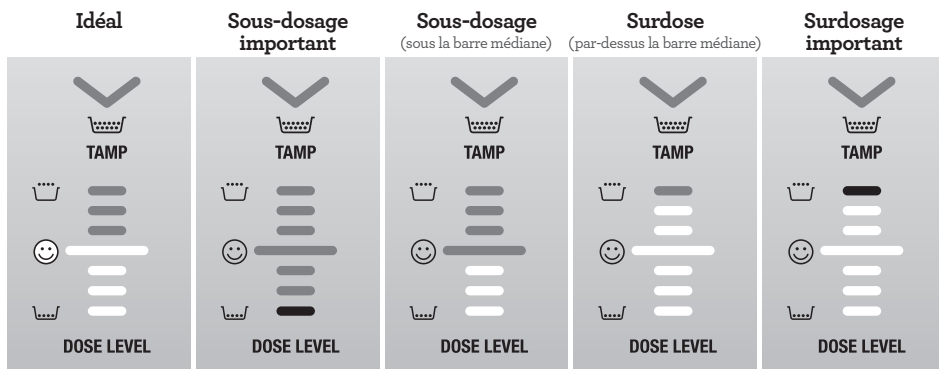 Idéal
Sous-dosage
important
Sous-dosage
(sous la barre médiane)
Surdose
(par-dessus la barre médiane)
Surdosage
important
TAMP
TAMP
TAMP
TAMP
TAMP
DOSE LEVEL
DOSE LEVEL
DOSE LEVEL
DOSE LEVEL
DOSE LEVEL